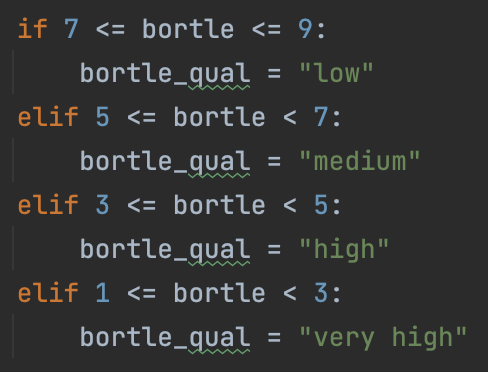 if 7 <= bortle <= 9:
    bortle_qual = "low"
elif 5 <= bortle < 7:
    bortle_qual = "medium"
elif 3 <= bortle < 5:
    bortle_qual = "high"
elif 1 <= bortle < 3:
    bortle_qual = "very high"